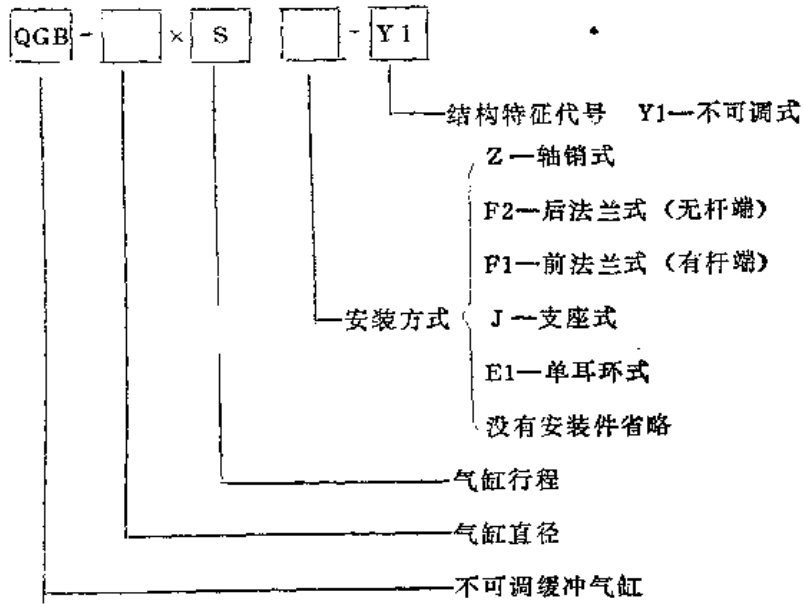 QGB - × S - Y1
结构特征代号 Y1—不可调式
Z—轴销式
F2—后法兰式（无杆端）
F1—前法兰式（有杆端）
安装方式
J—支座式
E1—单耳环式
没有安装件省略
气缸行程
气缸直径
不可调缓冲气缸